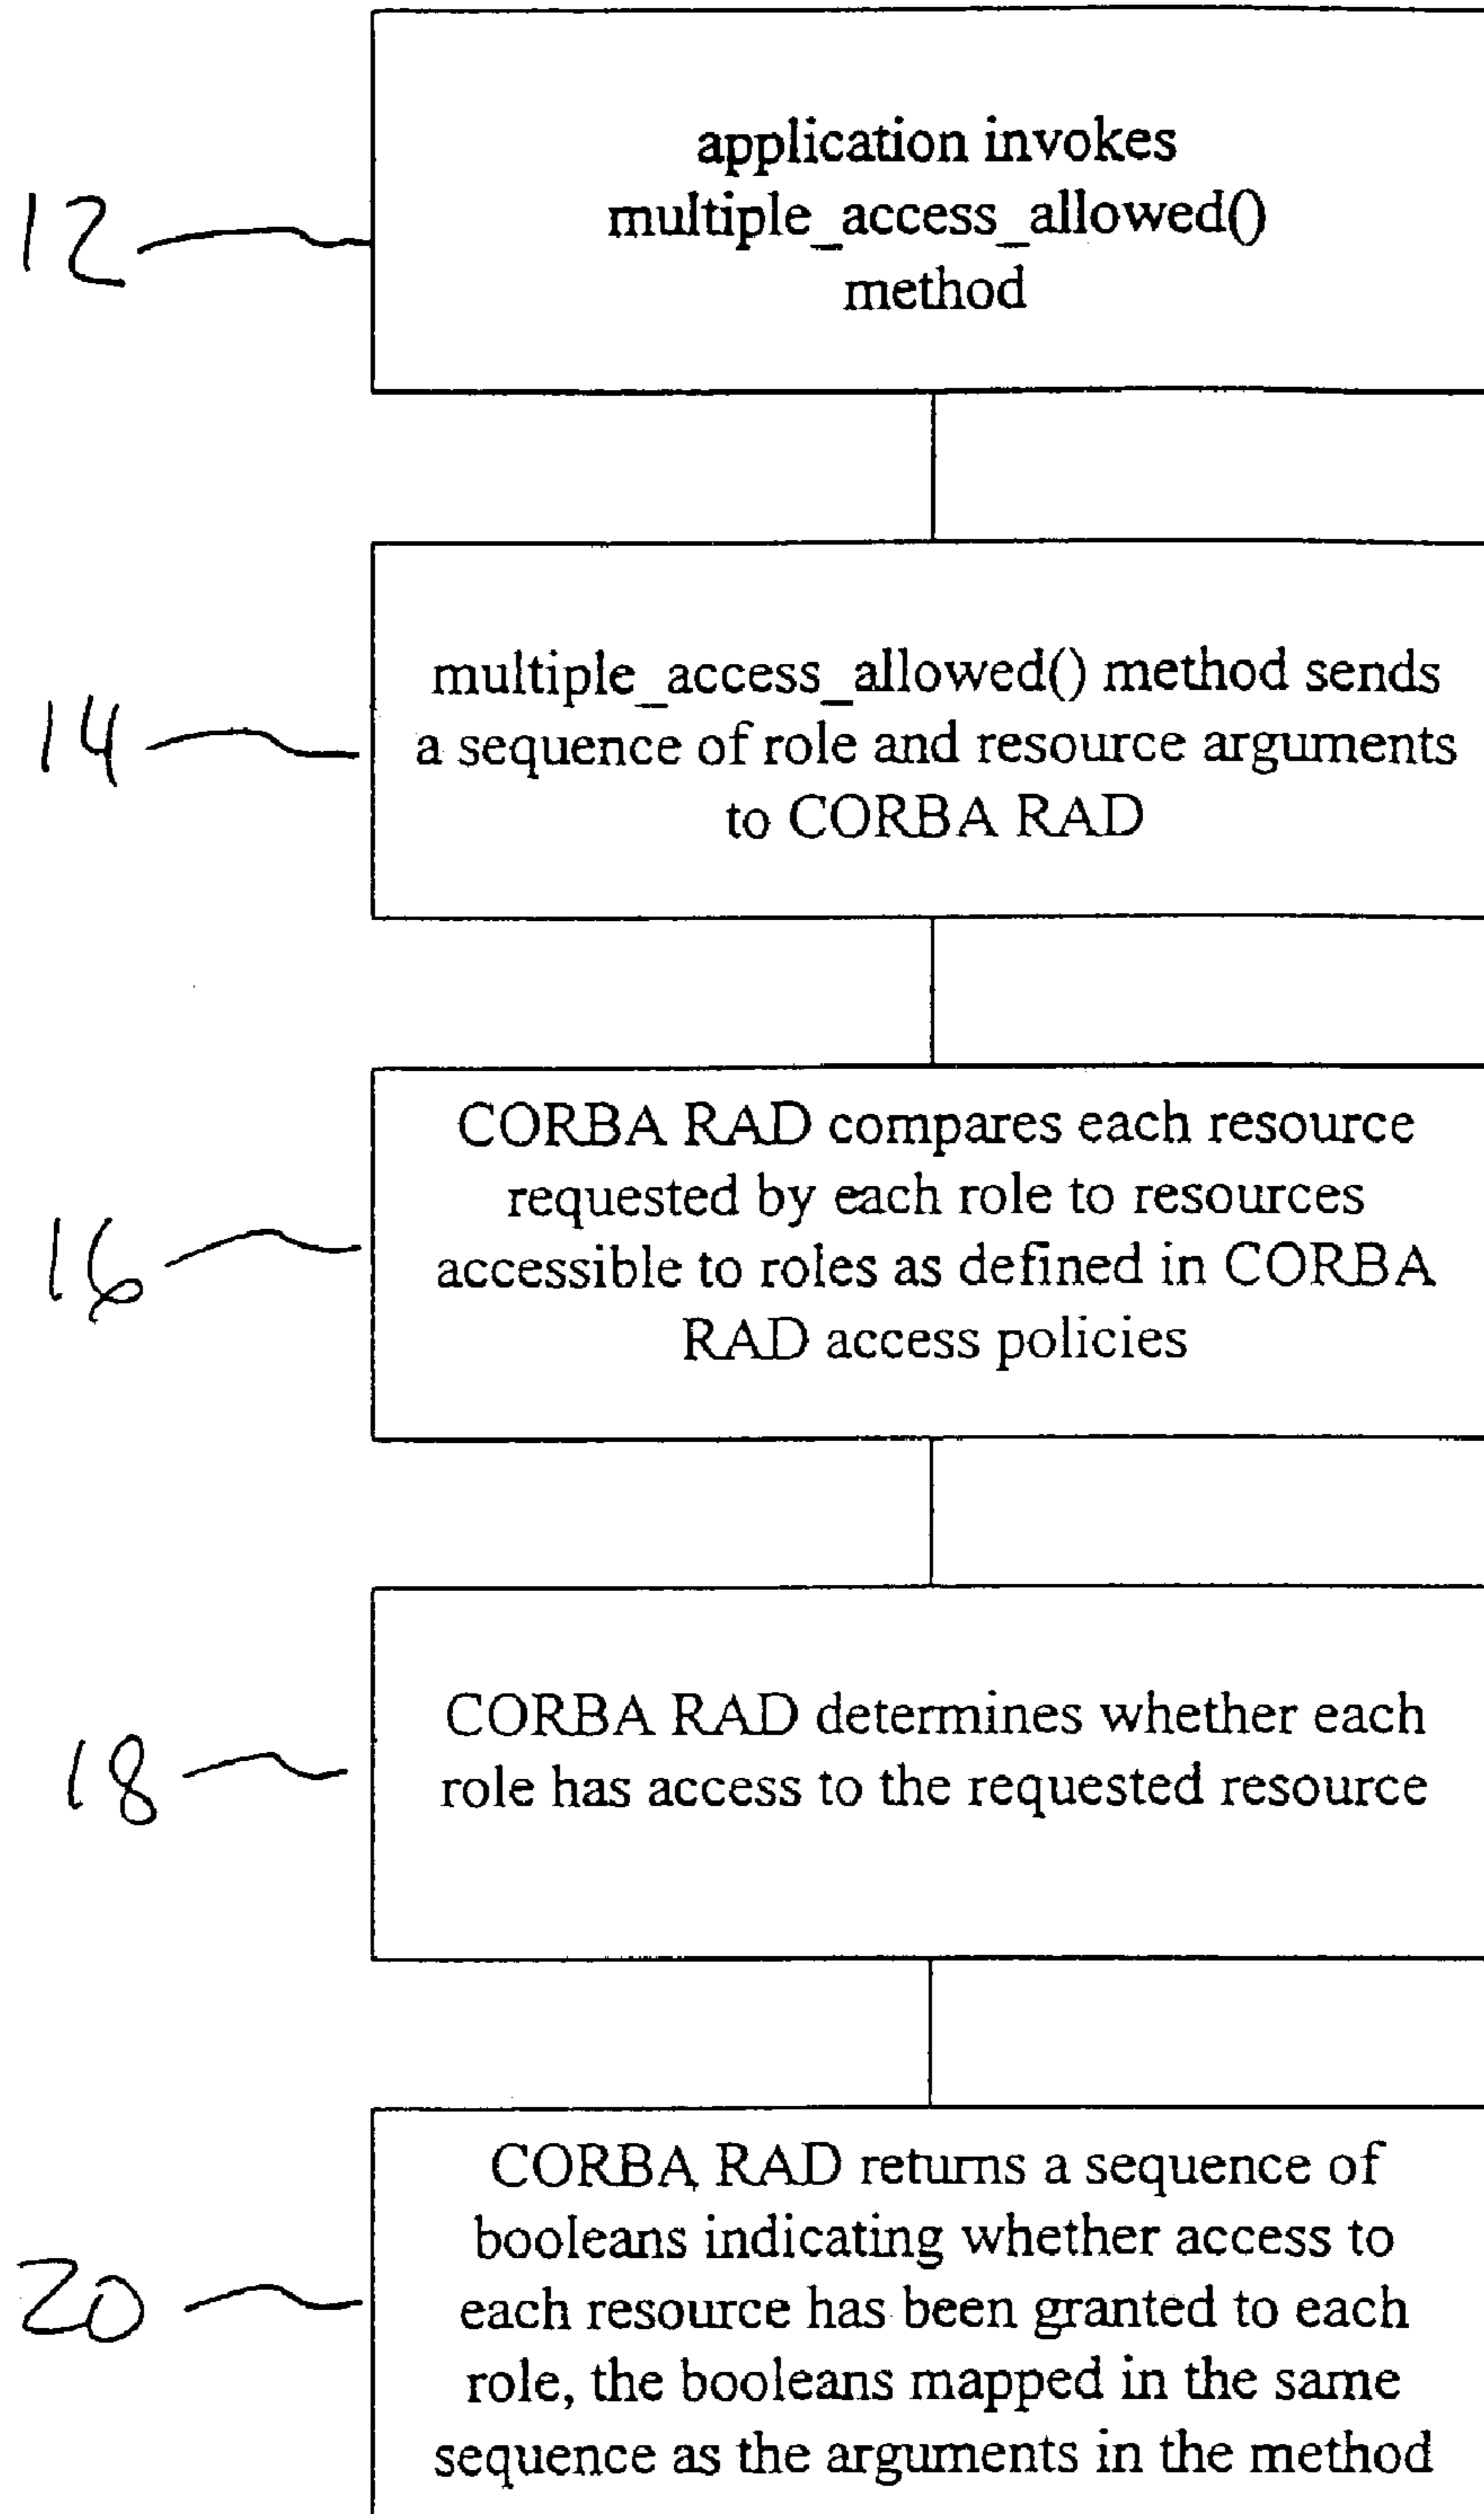 application invokes
12
multiple_access_allowed()
method
multiple_access_allowed() method sends
14
a sequence of role and resource arguments
to CORBA RAD
CORBA RAD compares each resource
requested by each role to resources
16
accessible to roles as defined in CORBA
RAD access policies
CORBA RAD determines whether each
18
role has access to the requested resource
CORBA RAD returns a sequence of
booleans indicating whether access to
20
each resource has been granted to each
role, the booleans mapped in the same
sequence as the arguments in the method